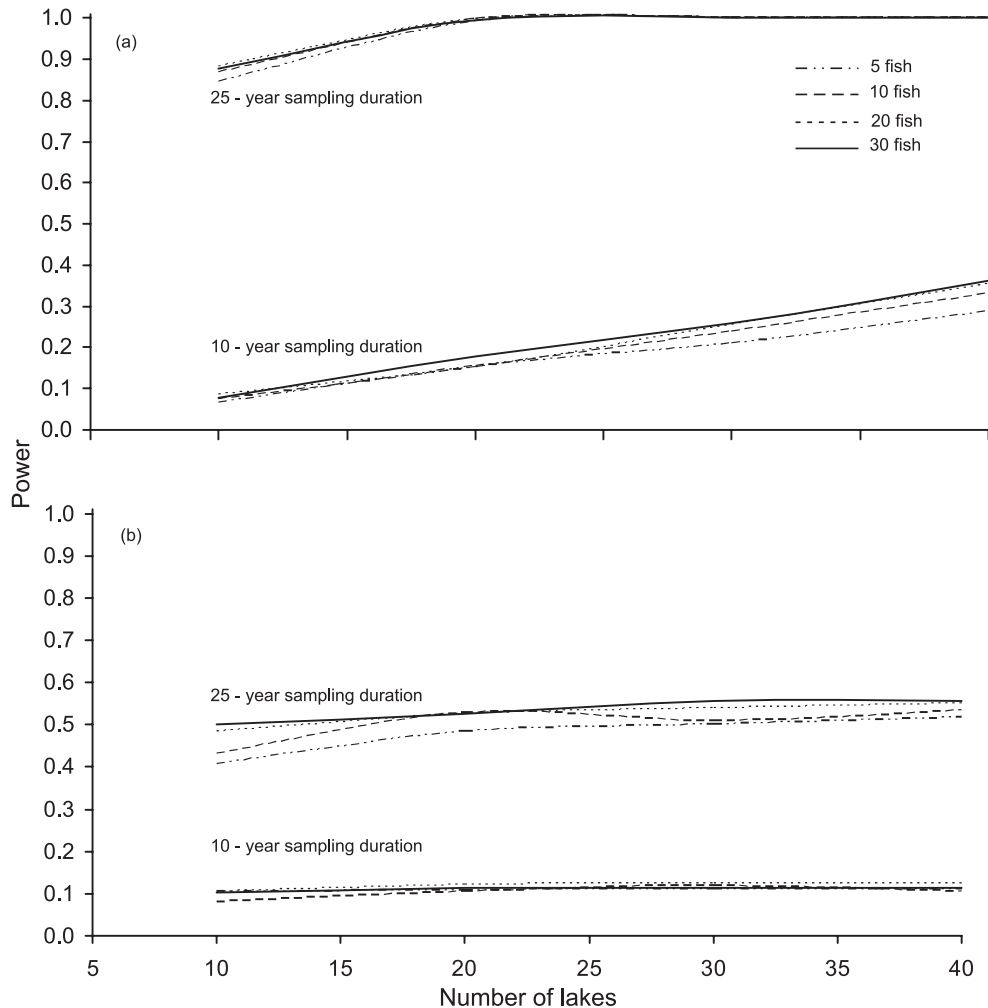 1.0
(a)
0.9
0.8
0.7
0.6
0.5
0.4
0.3
0.2
0.1
0.0
25 - year sampling duration
5 fish
10 fish
20 fish
30 fish
10 - year sampling duration
Power
1.0
(b)
0.9
0.8
0.7
0.6
0.5
0.4
0.3
0.2
0.1
0.0
25 - year sampling duration
10 - year sampling duration
5 10 15 20 25 30 35 40
Number of lakes